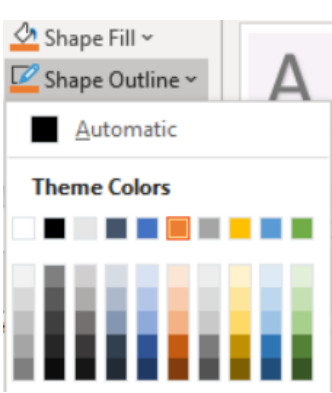 Shape Fill
Shape Outline
A
Automatic
Theme Colors